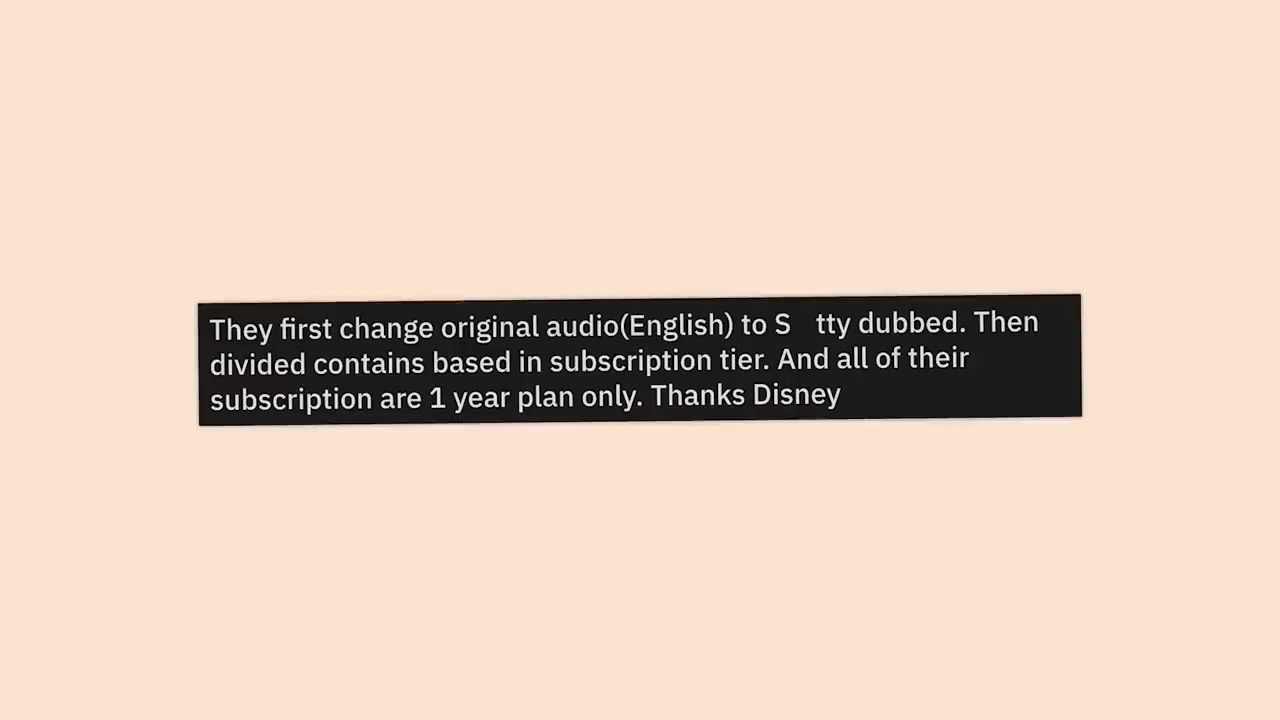 They first change original audio(English) to S tty dubbed. Then
divided contains based in subscription tier. And all of their
subscription are 1 year plan only. Thanks Disney